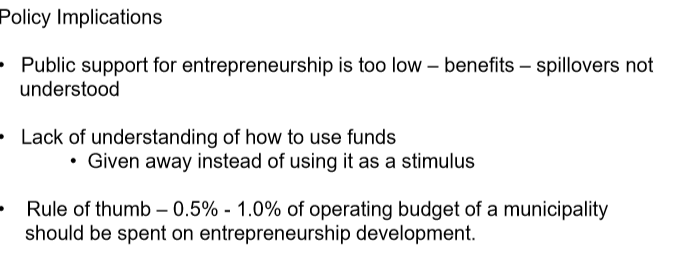 Policy Implications
• Public support for entrepreneurship is too low – benefits – spillovers not
understood
• Lack of understanding of how to use funds
• Given away instead of using it as a stimulus
• Rule of thumb – 0.5% - 1.0% of operating budget of a municipality
should be spent on entrepreneurship development.